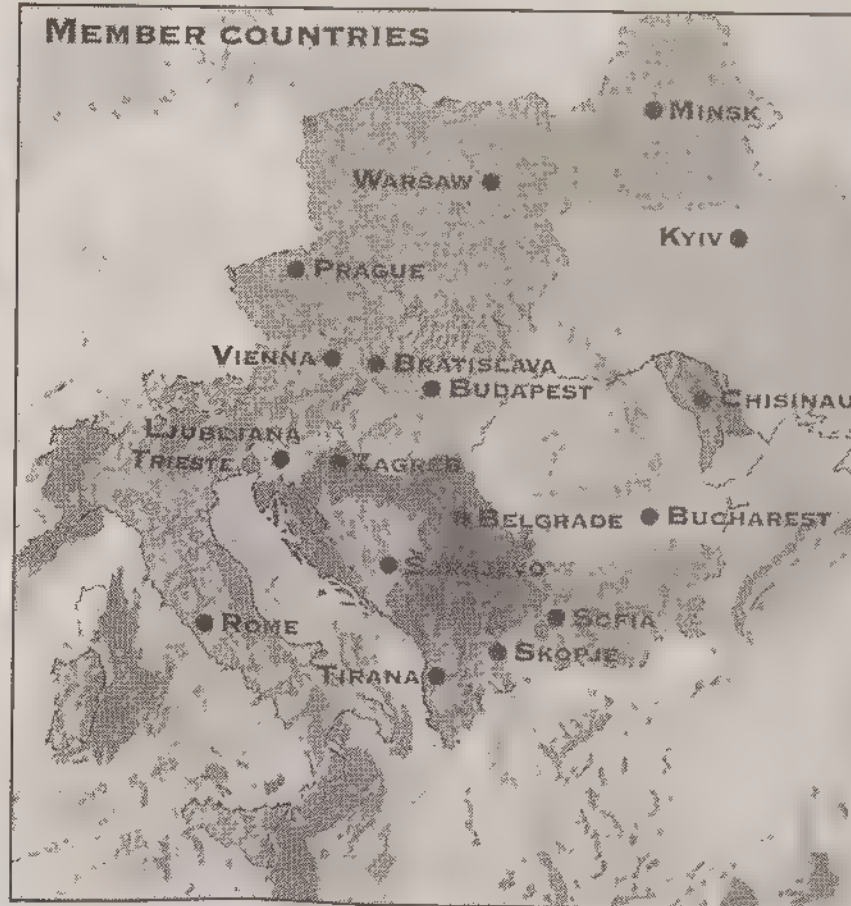 MEMBER COUNTRIES
MINSK
WARSAW
KYIV
PRAGUE
VIENNA
BRATISLAVA
BUDAPEST
CHISINAU
LJUBLJANA
TRIESTE
ZAGREB
BELGRADE
BUCHAREST
SARAJEVO
SOFIA
ROME
SKOPJE
TIRANA